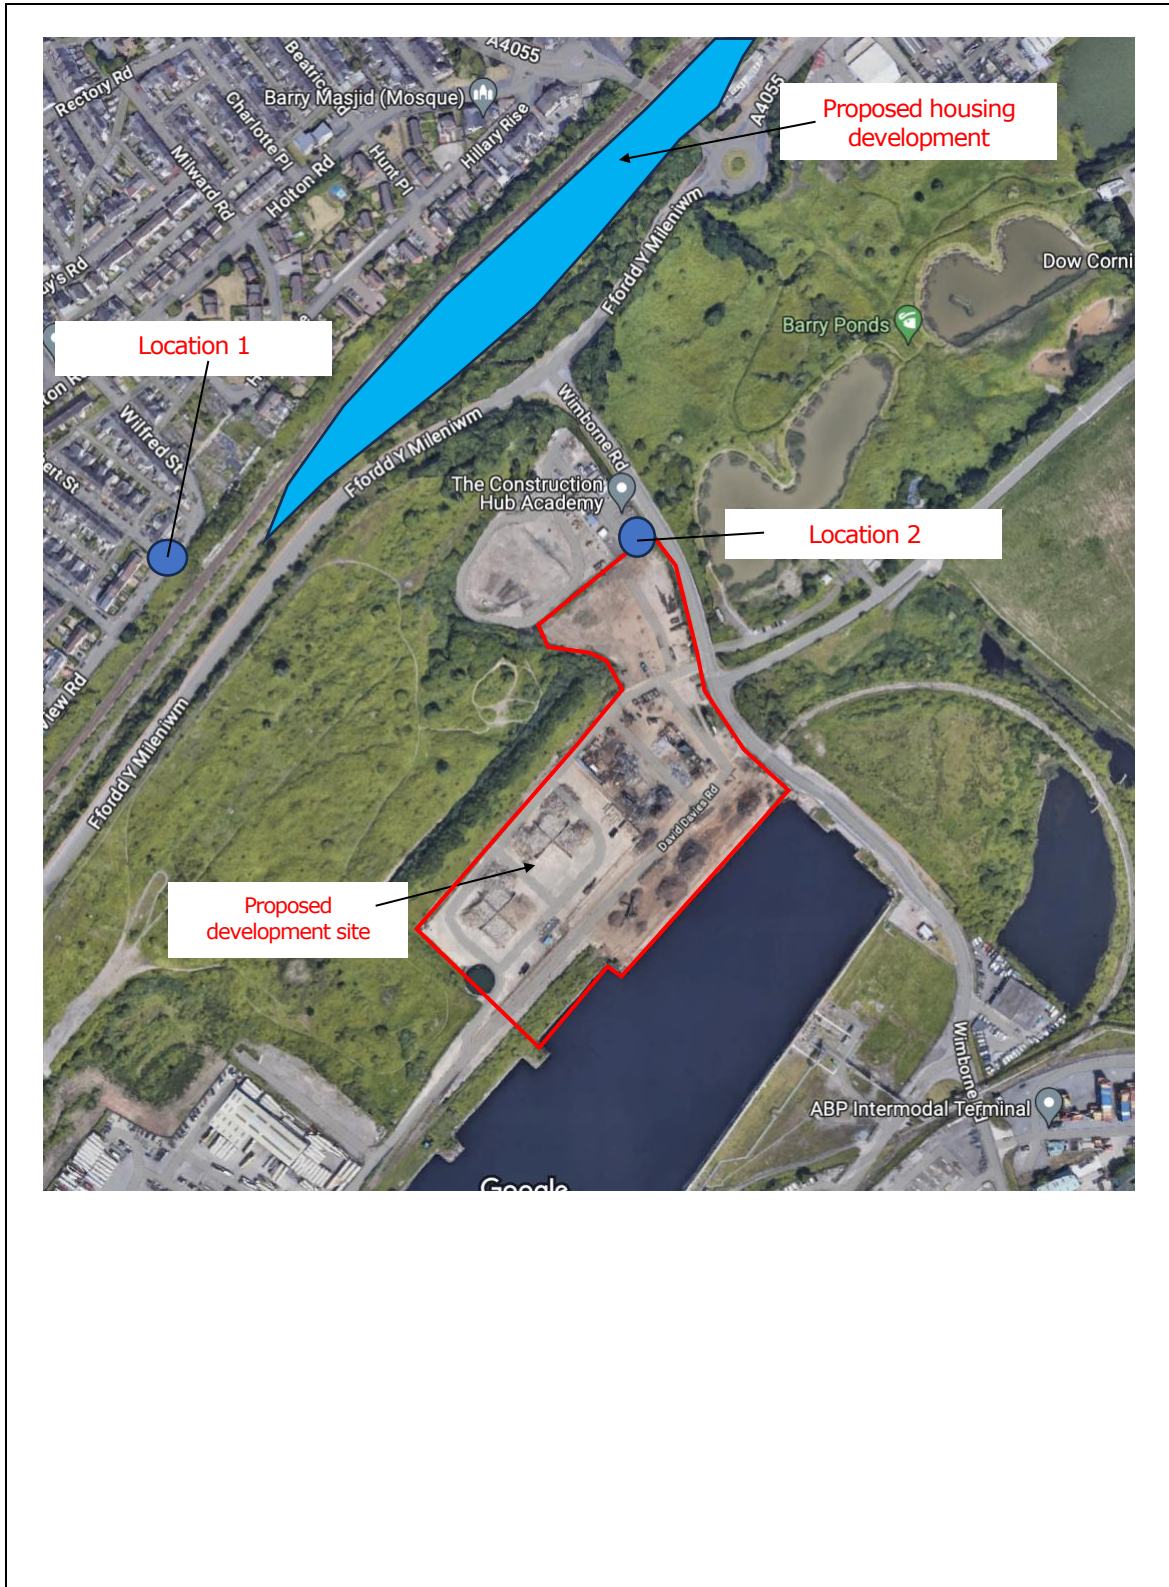 A4055
Beatrice Rd
Rectory Rd
Barry Masjid (Mosque)
Charlotte Pl
Hillary Rise
Hunt Pl
Milward Rd
Holton Rd
A4055
Proposed housing
development
Ffordd Y Mileniwm
Dow Corni
Barry Ponds
Location 1
Wilfred St
Wimborne Rd
Ffordd Y Mileniwm
The Construction
Hub Academy
Location 2
View Rd
Ffordd Y Mileniwm
David Davies Rd
Proposed
development site
Wimborne
ABP Intermodal Terminal
Google